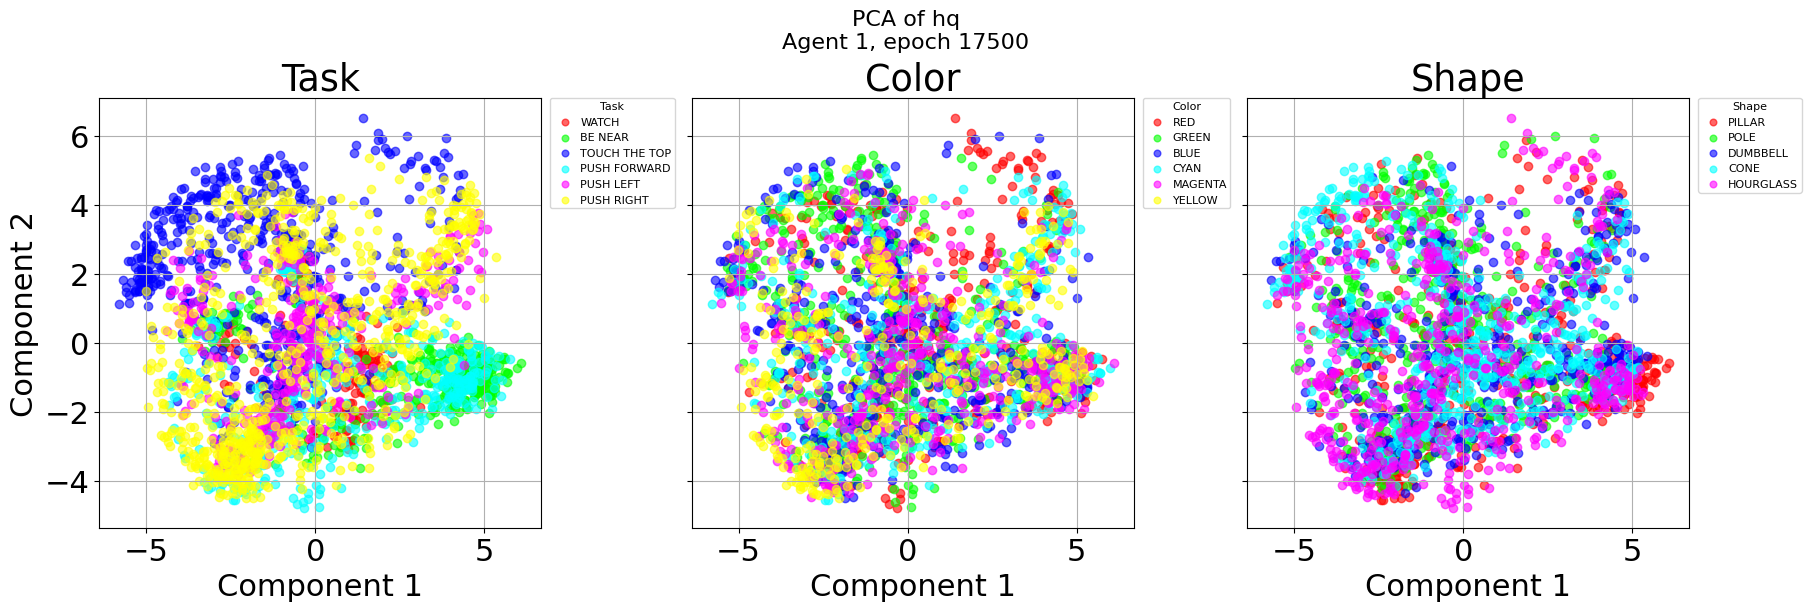 PCA of hq
Agent 1, epoch 17500
Task
Color
Shape
Task
WATCH
BE NEAR
TOUCH THE TOP
PUSH FORWARD
PUSH LEFT
PUSH RIGHT
Color
RED
GREEN
BLUE
CYAN
MAGENTA
YELLOW
Shape
PILLAR
POLE
DUMBBELL
CONE
HOURGLASS
Component 2
6
4
2
0
−2
−4
−5 0 5
−5 0 5
−5 0 5
Component 1
Component 1
Component 1